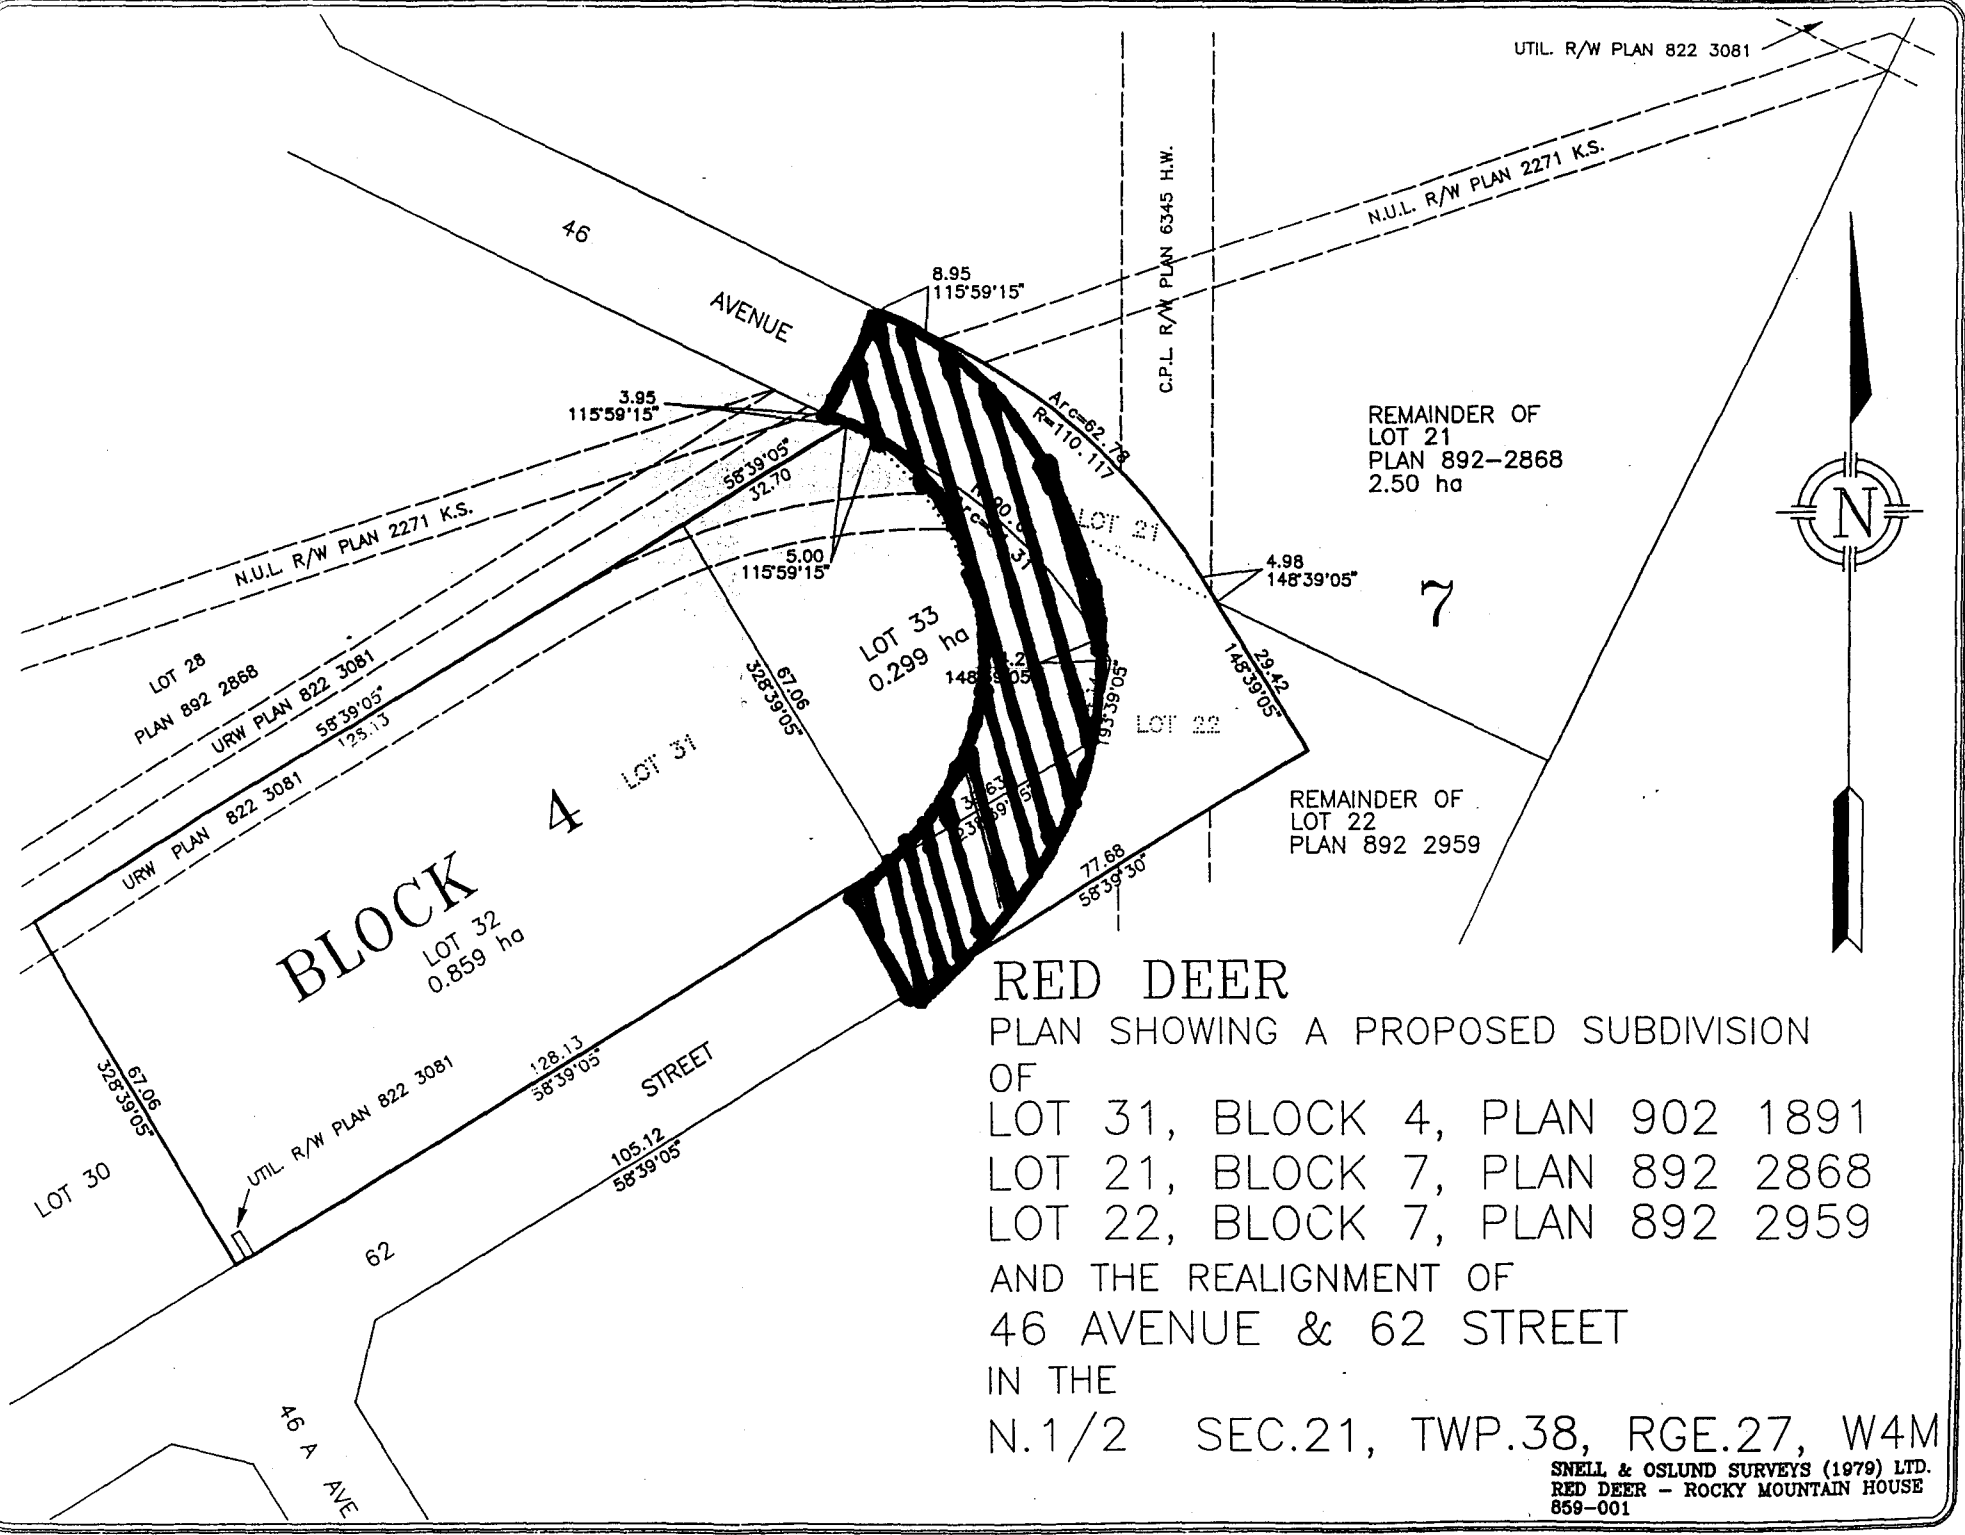 UTIL. R/W PLAN 822 3081
N.U.L. R/W PLAN 2271 K.S.
C.P.L. R/W PLAN 6345 H.W.
46
AVENUE
8.95
115°59'15"
3.95
115°59'15"
Arc=62.78
R=110.117
REMAINDER OF
LOT 21
PLAN 892-2868
2.50 ha
N
58°39'05"
32.70
N.U.L. R/W PLAN 2271 K.S.
5.00
115°59'15"
LOT 21
4.98
148°39'05"
7
LOT 33
0.299 ha
67.06
328°39'05"
29.42
148°39'05"
193°39'05"
LOT 22
LOT 28
PLAN 892 2868
URW PLAN 822 3081
58°39'05"
128.13
URW PLAN 822 3081
LOT 31
BLOCK 4
LOT 32
0.859 ha
REMAINDER OF
LOT 22
PLAN 892 2959
77.68
58°39'30"
67.06
328°39'05"
128.13
58°39'05"
STREET
105.12
58°39'05"
UTIL. R/W PLAN 822 3081
LOT 30
62
46 A AVE
RED DEER
PLAN SHOWING A PROPOSED SUBDIVISION
OF
LOT 31, BLOCK 4, PLAN 902 1891
LOT 21, BLOCK 7, PLAN 892 2868
LOT 22, BLOCK 7, PLAN 892 2959
AND THE REALIGNMENT OF
46 AVENUE & 62 STREET
IN THE
N.1/2 SEC.21, TWP.38, RGE.27, W4M
SNELL & OSLUND SURVEYS (1979) LTD.
RED DEER - ROCKY MOUNTAIN HOUSE
859-001